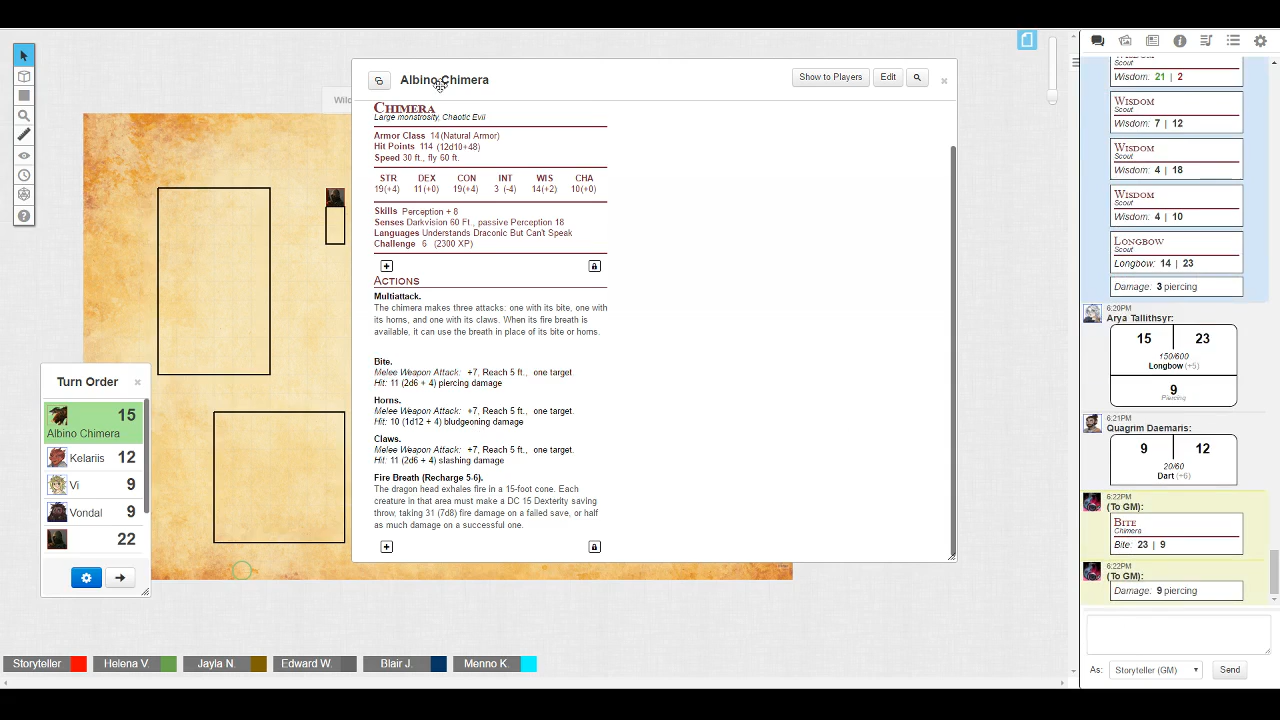 Albino Chimera
Show to Players
Edit
Wild
CHIMERA
Large monstrosity, Chaotic Evil
Armor Class 14 (Natural Armor)
Hit Points 114 (12d10+48)
Speed 30 ft., fly 60 ft.
STR DEX CON INT WIS CHA
19(+4) 11(+0) 19(+4) 3 (-4) 14(+2) 10(+0)
Skills Perception + 8
Senses Darkvision 60 Ft., passive Perception 18
Languages Understands Draconic But Can't Speak
Challenge 6 (2300 XP)
ACTIONS
Multiattack.
The chimera makes three attacks: one with its bite, one with
its horns, and one with its claws. When its fire breath is
available, it can use the breath in place of its bite or horns.
Bite.
Melee Weapon Attack: +7, Reach 5 ft., one target
Hit: 11 (2d6 + 4) piercing damage
Horns.
Melee Weapon Attack: +7, Reach 5 ft., one target.
Hit: 10 (1d12 + 4) bludgeoning damage
Claws.
Melee Weapon Attack: +7, Reach 5 ft., one target.
Hit: 11 (2d6 + 4) slashing damage
Fire Breath (Recharge 5-6).
The dragon head exhales fire in a 15-foot cone. Each
creature in that area must make a DC 15 Dexterity saving
throw, taking 31 (7d8) fire damage on a failed save, or half
as much damage on a successful one.
Turn Order
15
Albino Chimera
Kelariis 12
Vi 9
Vondal 9
22
Storyteller
Helena V.
Jayla N.
Edward W.
Blair J.
Menno K.
Scout
Wisdom: 21 | 2
WISDOM
Scout
Wisdom: 7 | 12
WISDOM
Scout
Wisdom: 4 | 18
WISDOM
Scout
Wisdom: 4 | 10
LONGBOW
Scout
Longbow: 14 | 23
Damage: 3 piercing
6:20PM
Arya Tallithsyr:
15 23
150/600
Longbow (+5)
9
Piercing
6:21PM
Quagrim Daemaris:
9 12
20/60
Dart (+6)
6:22PM
(To GM):
BITE
Chimera
Bite: 23 | 9
6:22PM
(To GM):
Damage: 9 piercing
As: Storyteller (GM)
Send